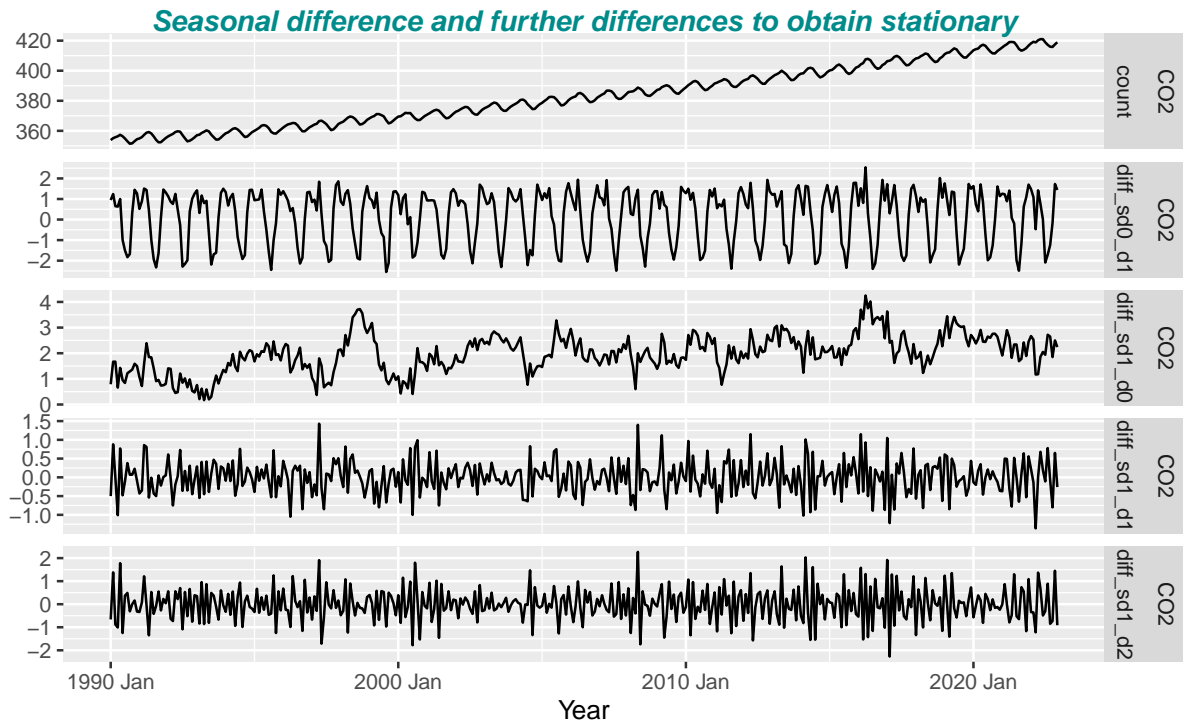 Seasonal difference and further differences to obtain stationary
420
400
380
360
CO2
count
2
1
0
−1
−2
CO2
diff_sd0_d1
4
3
2
1
0
CO2
diff_sd1_d0
1.5
1.0
0.5
0.0
−0.5
−1.0
CO2
diff_sd1_d1
2
1
0
−1
−2
CO2
diff_sd1_d2
1990 Jan
2000 Jan
2010 Jan
2020 Jan
Year